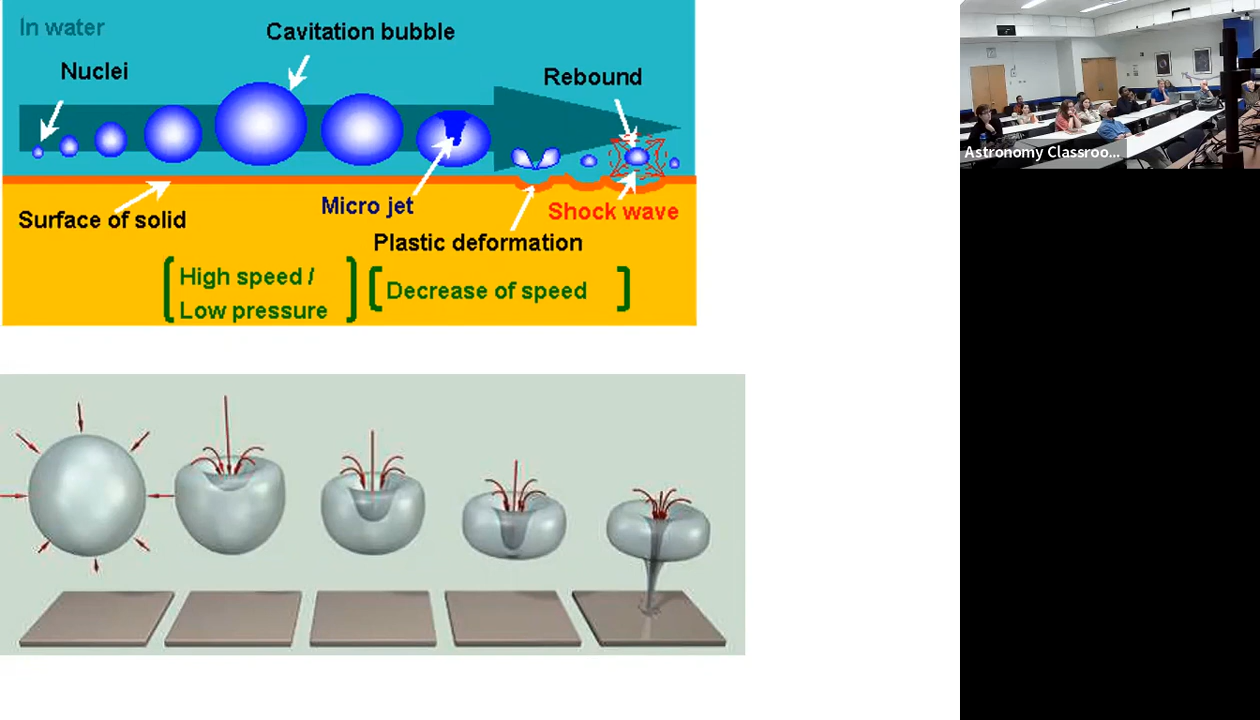 In water
Cavitation bubble
Nuclei
Rebound
Surface of solid
Micro jet
Shock wave
Plastic deformation
High speed /
Low pressure
Decrease of speed
Astronomy Classroo...